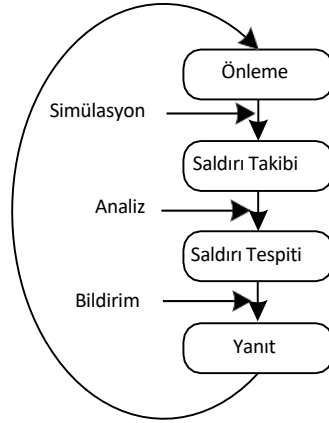 Önleme
Simülasyon
Saldırı Takibi
Analiz
Saldırı Tespiti
Bildirim
Yanıt